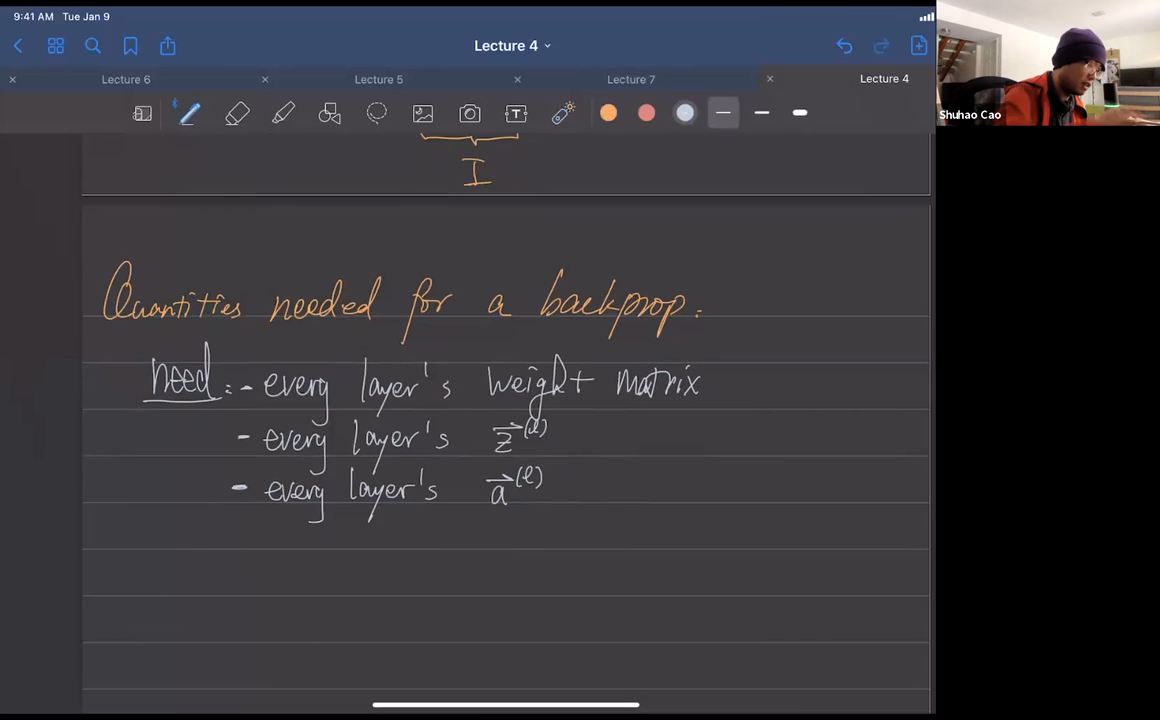 9:41 AM Tue Jan 9
Lecture 4
Lecture 6
Lecture 5
Lecture 7
Lecture 4
Shuhao Cao
I
Quantities needed for a backprop:
need: - every layer's weight matrix
- every layer's z^(l)
- every layer's a^(l)